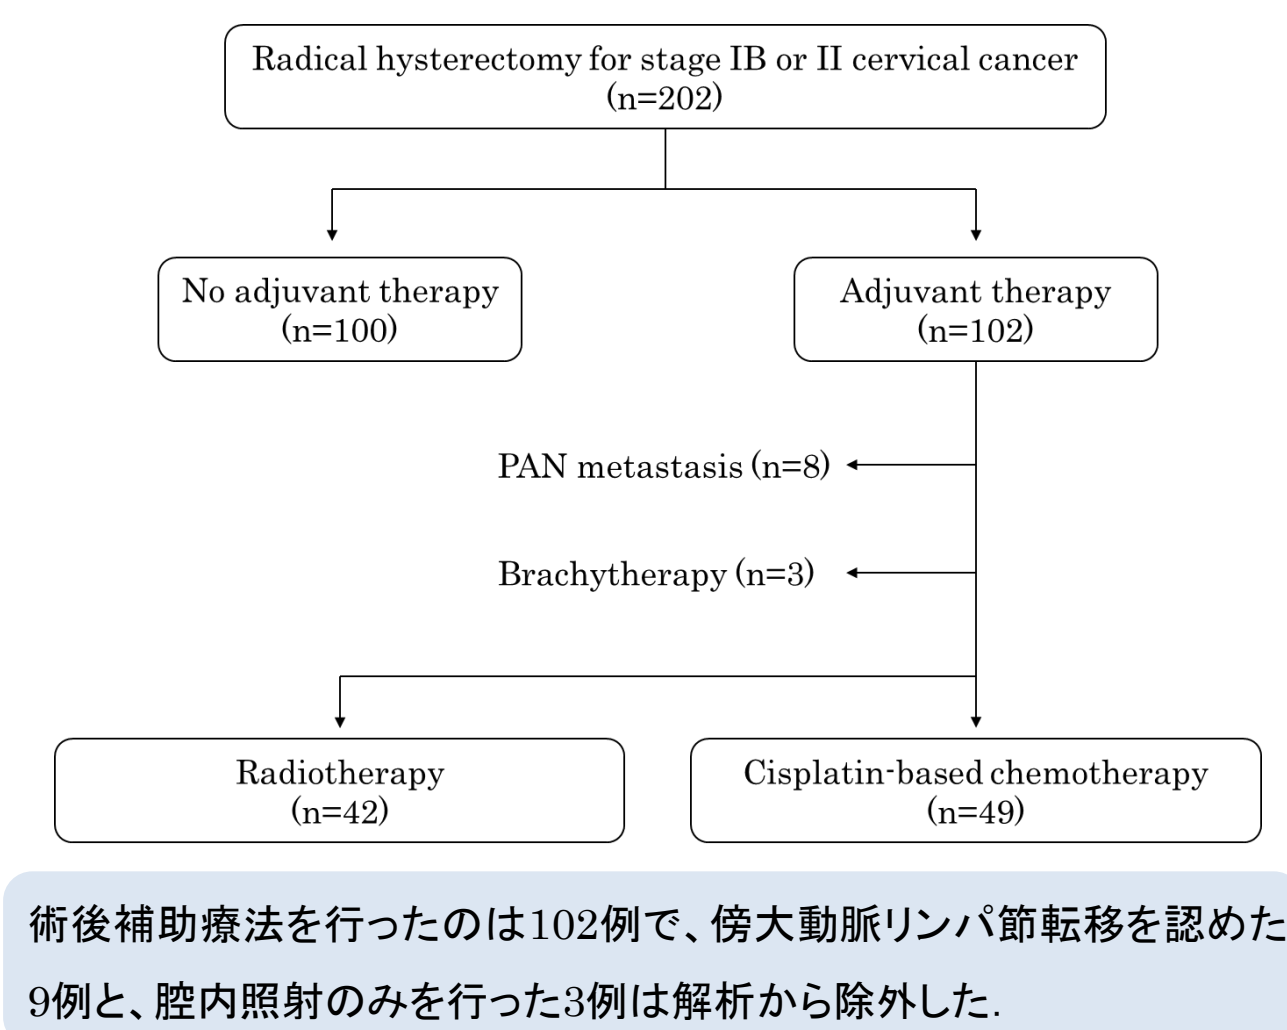 Radical hysterectomy for stage IB or II cervical cancer
(n=202)
No adjuvant therapy
(n=100)
Adjuvant therapy
(n=102)
PAN metastasis (n=8)
Brachytherapy (n=3)
Radiotherapy
(n=42)
Cisplatin-based chemotherapy
(n=49)
術後補助療法を行ったのは102例で、傍大動脈リンパ節転移を認めた
9例と、腔内照射のみを行った3例は解析から除外した.